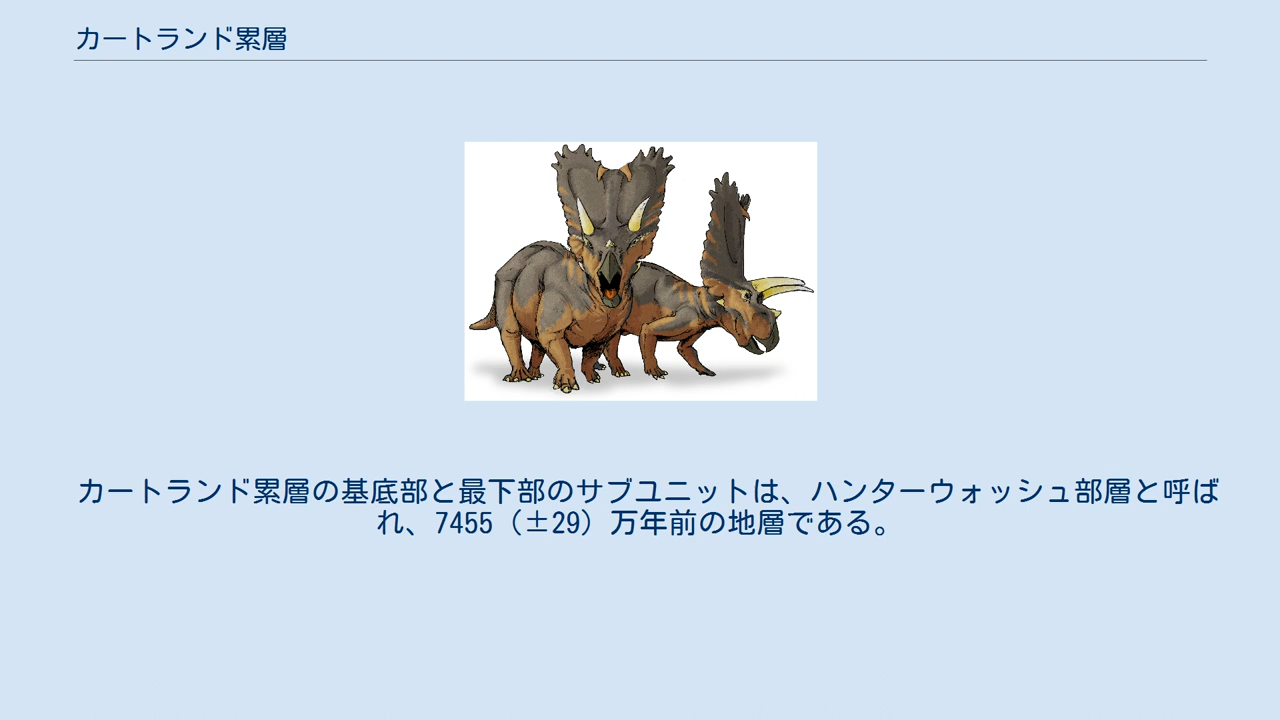 カートランド累層
カートランド累層の基底部と最下部のサブユニットは、ハンターウォッシュ部層と呼ば
れ、7455（±29）万年前の地層である。